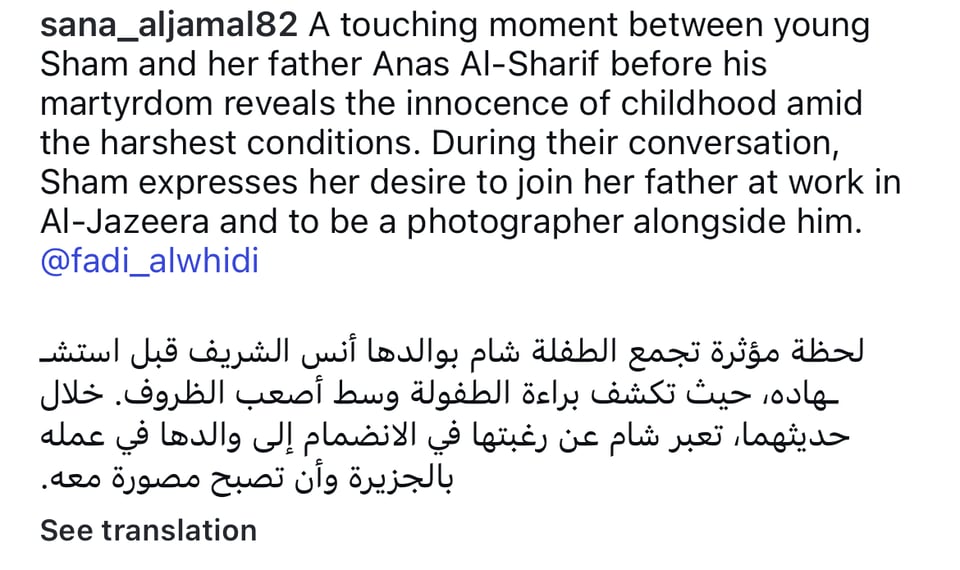 sana_aljamal82 A touching moment between young
Sham and her father Anas Al-Sharif before his
martyrdom reveals the innocence of childhood amid
the harshest conditions. During their conversation,
Sham expresses her desire to join her father at work in
Al-Jazeera and to be a photographer alongside him.
@fadi_alwhidi
لحظة مؤثرة تجمع الطفلة شام بوالدها أنس الشريف قبل استشـ
ـهاده، حيث تكشف براءة الطفولة وسط أصعب الظروف. خلال
حديثهما، تعبر شام عن رغبتها في الانضمام إلى والدها في عمله
بالجزيرة وأن تصبح مصورة معه.
See translation